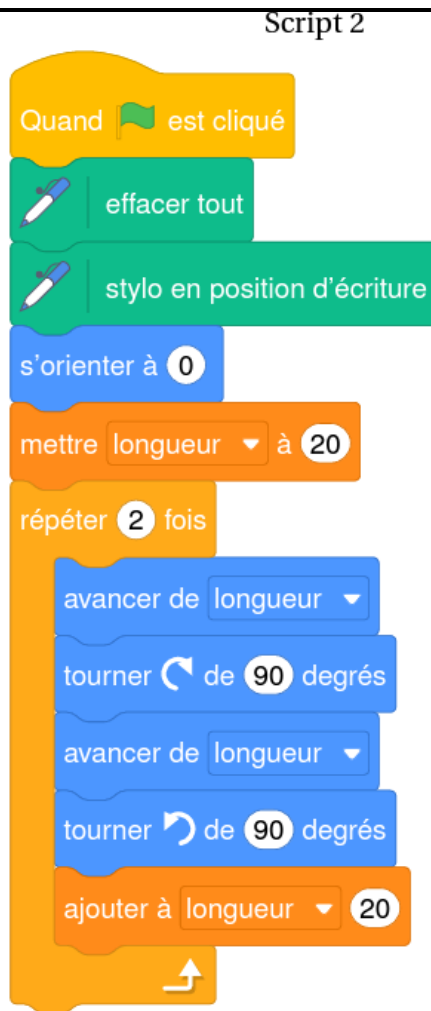 Script 2
Quand est cliqué
effacer tout
stylo en position d'écriture
s'orienter à 0
mettre longueur à 20
répéter 2 fois
avancer de longueur
tourner de 90 degrés
avancer de longueur
tourner de 90 degrés
ajouter à longueur 20